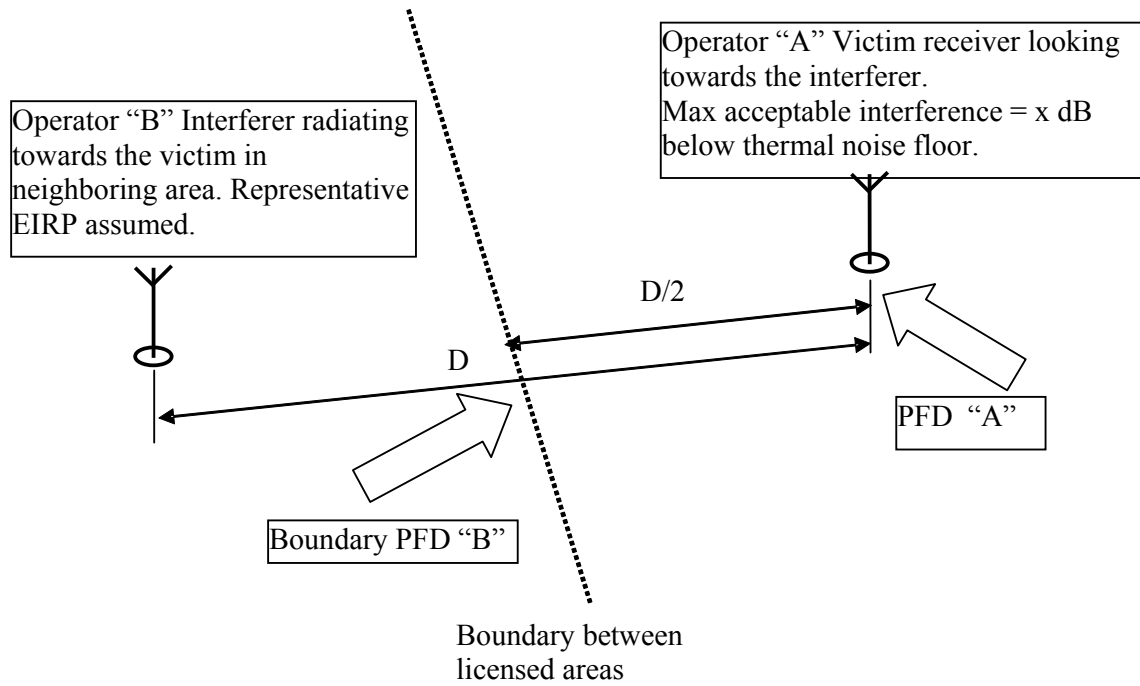 Operator “B” Interferer radiating
towards the victim in
neighboring area. Representative
EIRP assumed.
Operator “A” Victim receiver looking
towards the interferer.
Max acceptable interference = x dB
below thermal noise floor.
D/2
D
PFD “A”
Boundary PFD “B”
Boundary between
licensed areas